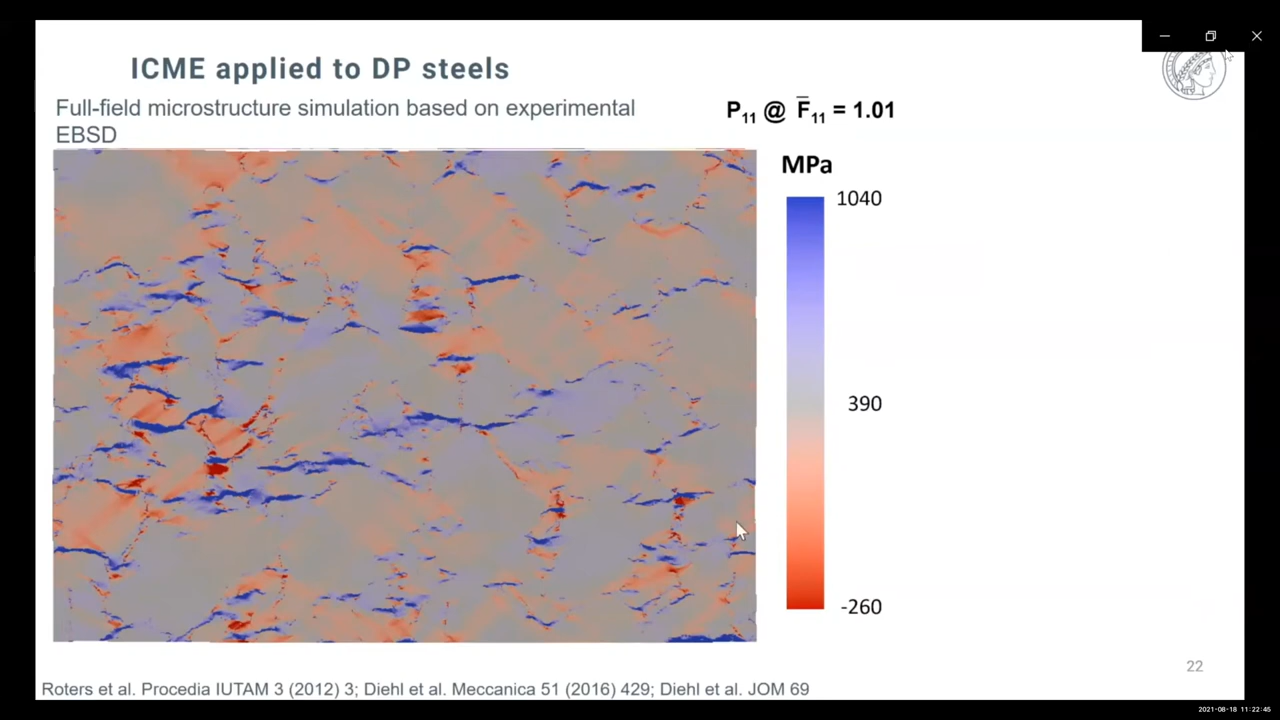 ICME applied to DP steels
Full-field microstructure simulation based on experimental
EBSD
P₁₁ @ F̅₁₁ = 1.01
MPa
1040
390
-260
22
Roters et al. Procedia IUTAM 3 (2012) 3; Diehl et al. Meccanica 51 (2016) 429; Diehl et al. JOM 69
2021-08-18 11:22:45